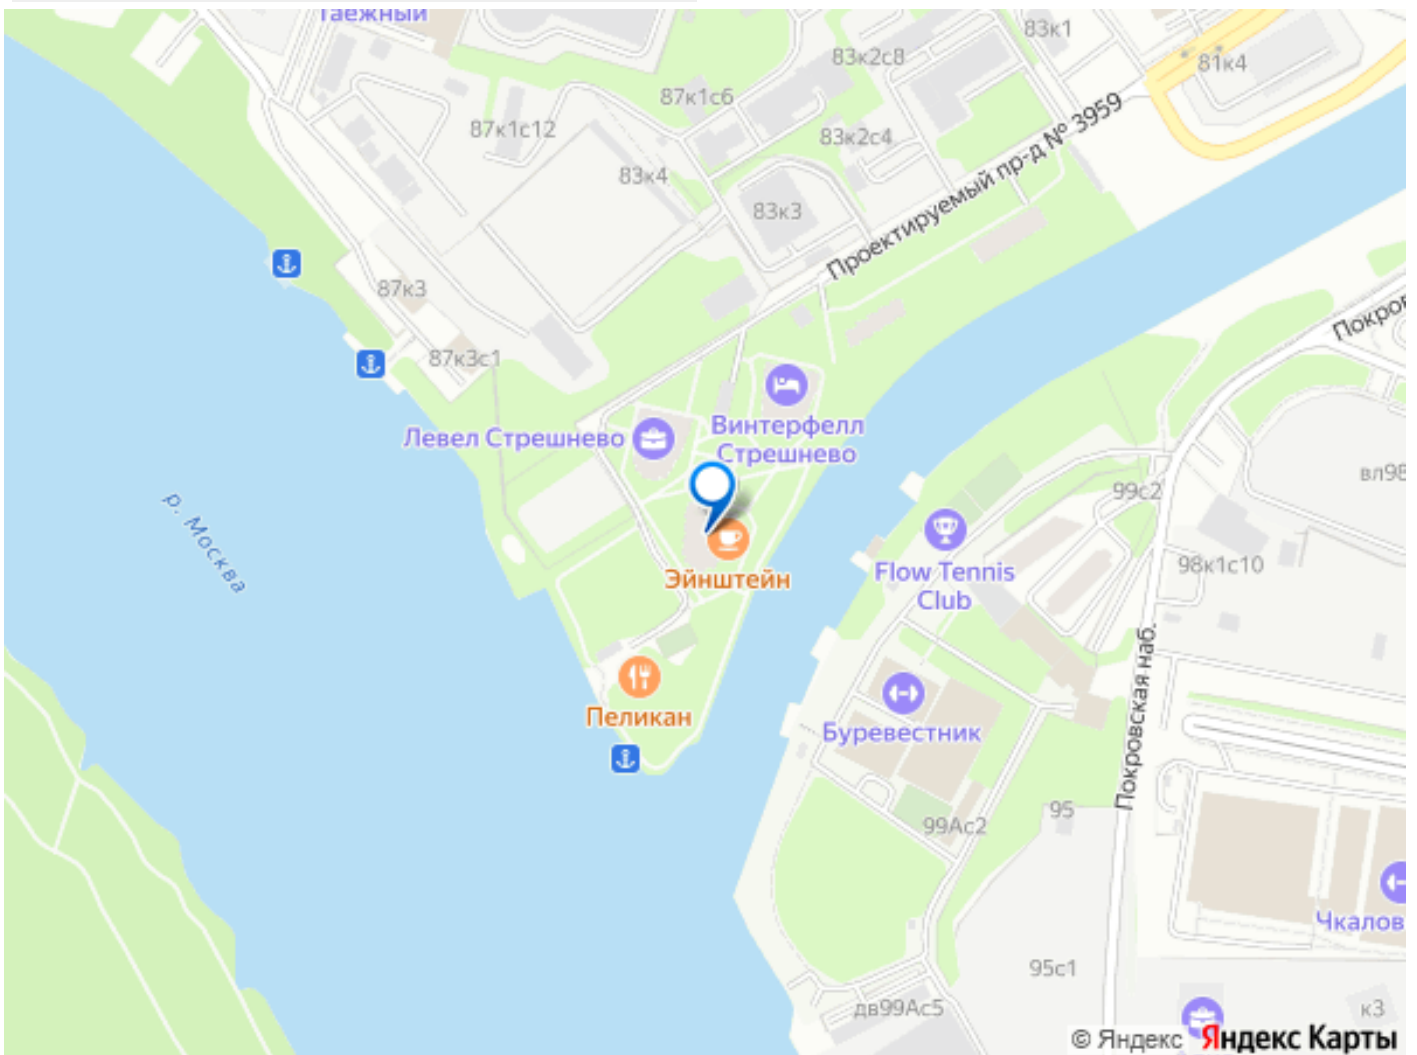 Таёжный
83к1
83к2с8
81к4
87к1с6
87к1с12
83к2с4
Проектируемый пр-д № 3959
83к4
83к3
87к3
87к3с1
Левел Стрешнево
Винтерфелл
Стрешнево
Покров
вл98
99с2
р. Москва
Эйнштейн
Flow Tennis
Club
98к1с10
Покровская наб.
Пеликан
Буревестник
95
99Ас2
Чкалов
95с1
дв99Ас5
к3
© Яндекс Яндекс Карты